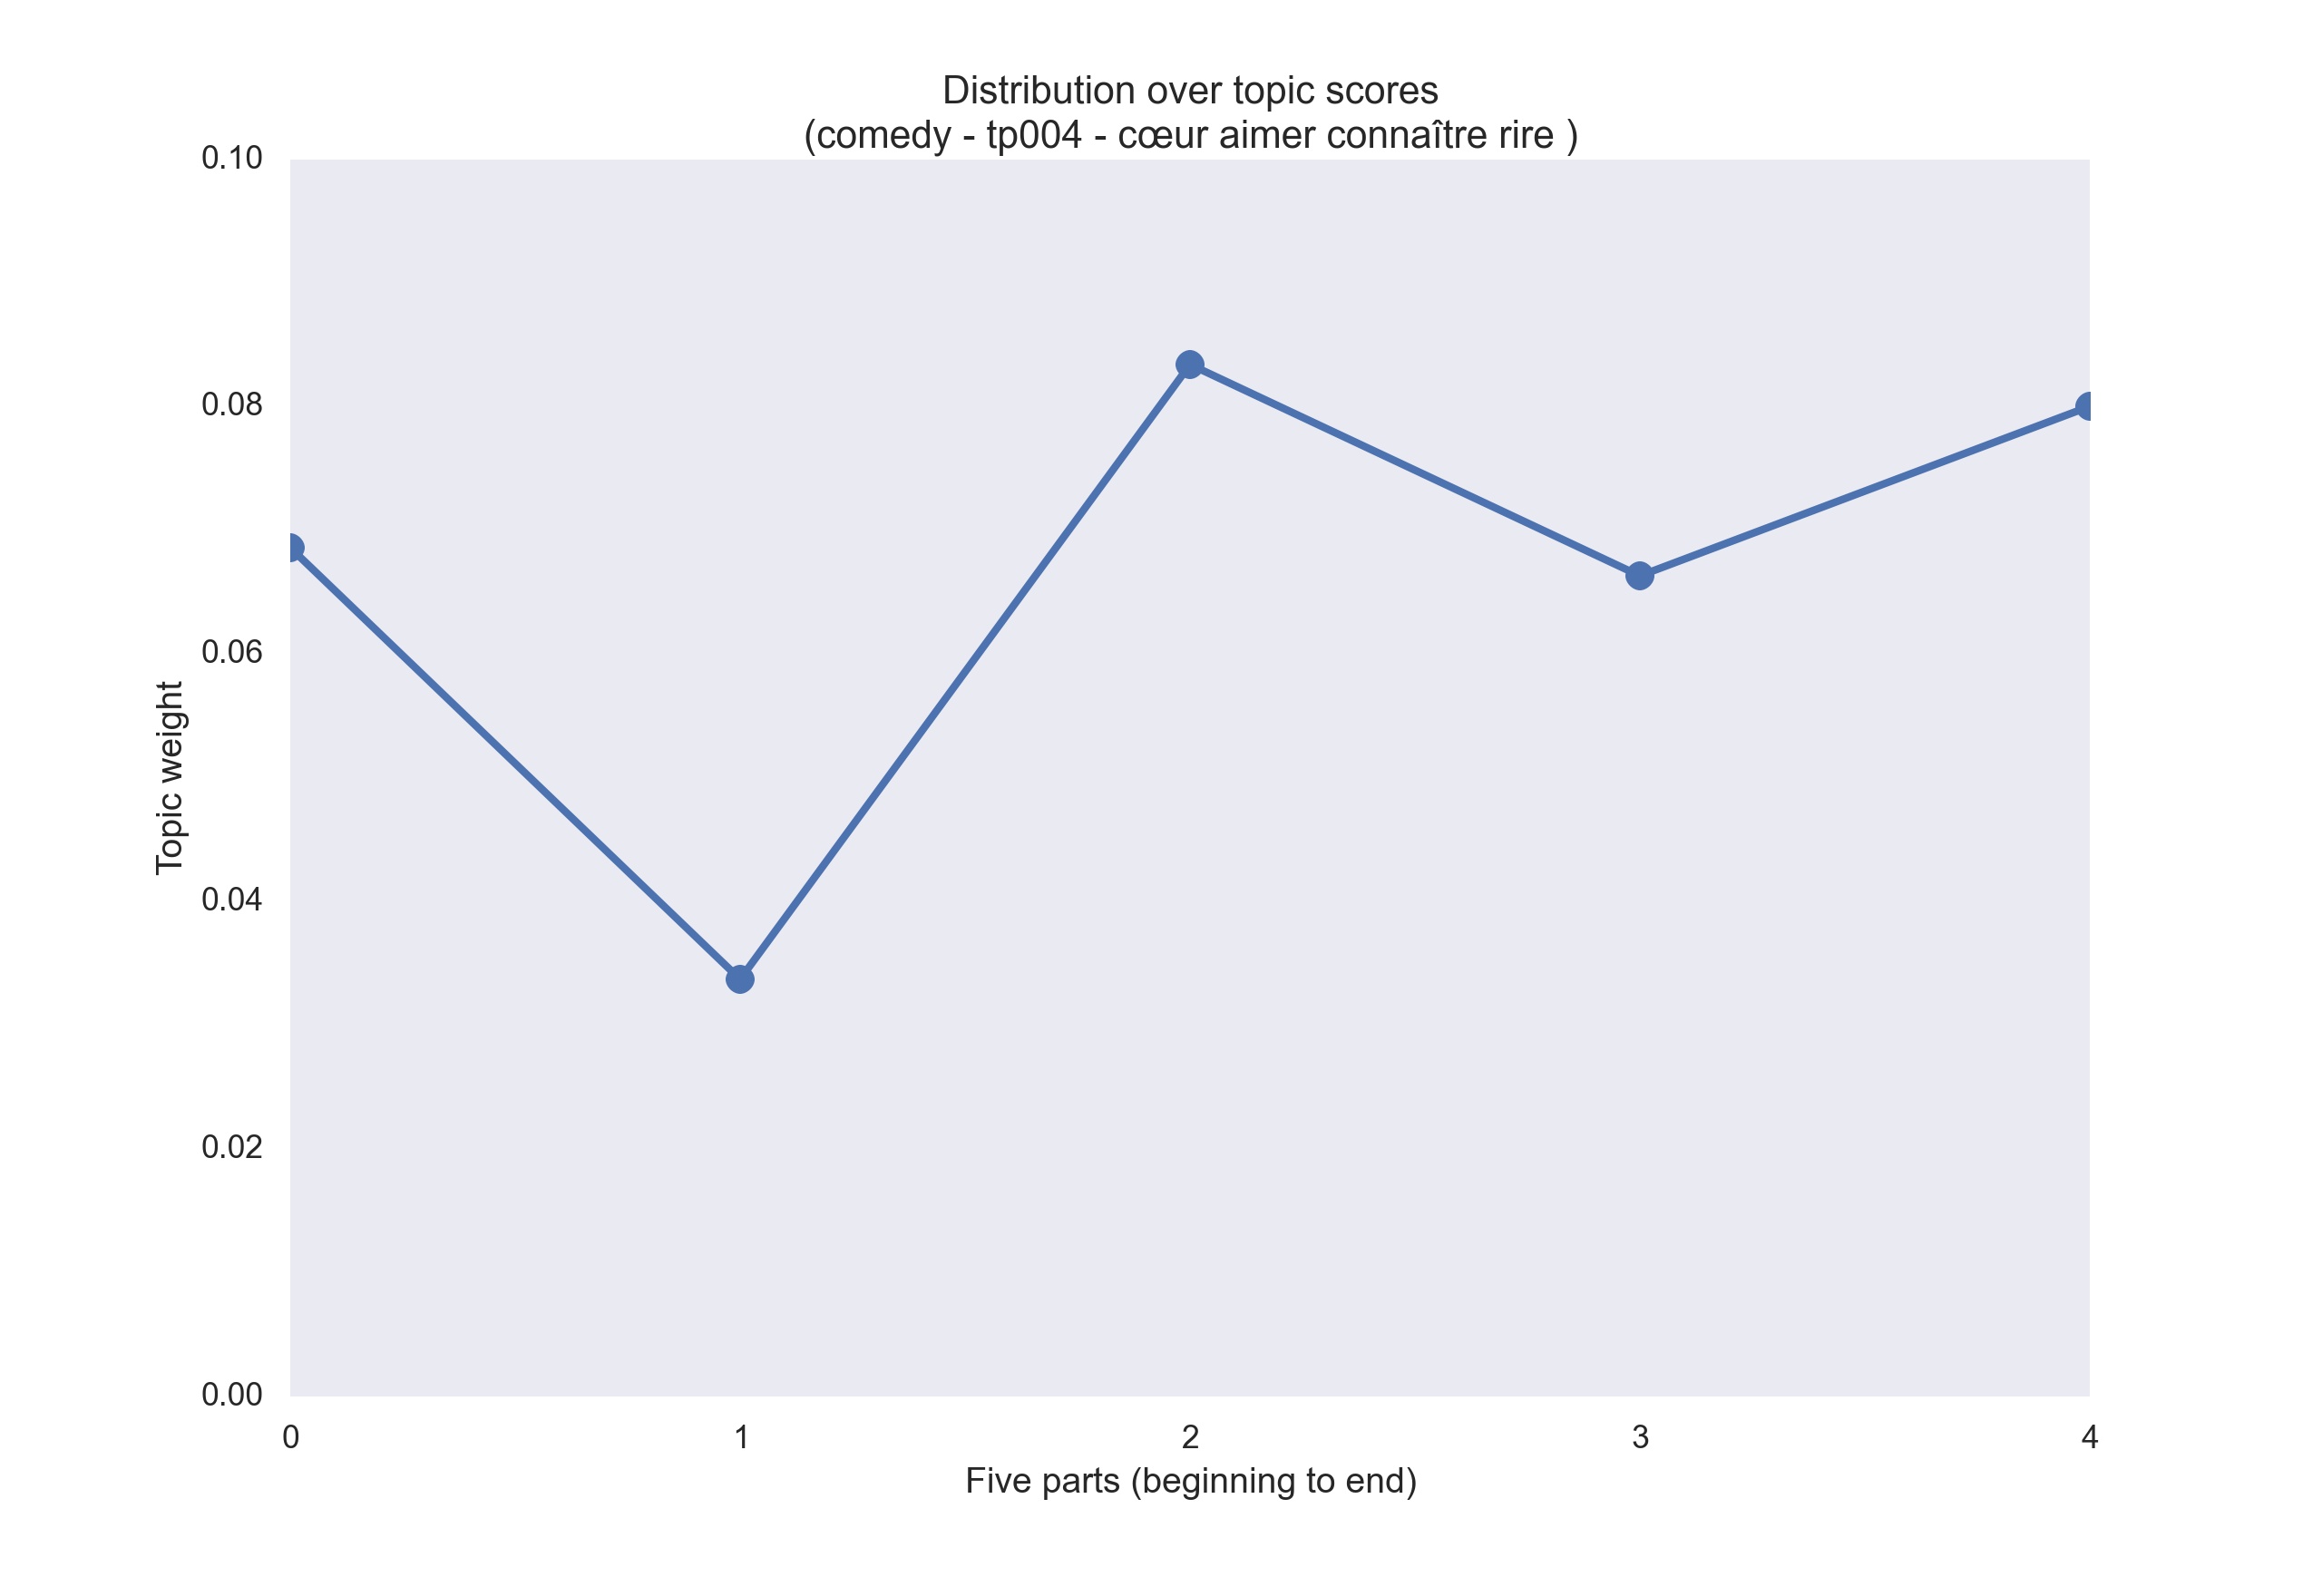 Distribution over topic scores
(comedy - tp004 - cœur aimer connaître rire )
0.10
0.08
0.06
0.04
0.02
0.00
Topic weight
0 1 2 3 4
Five parts (beginning to end)